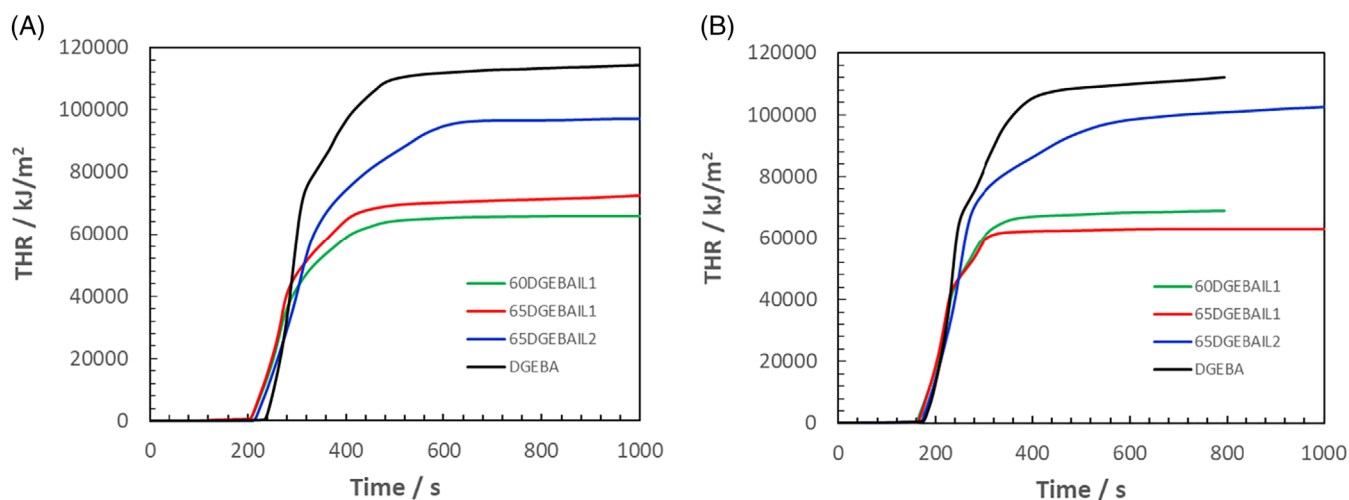 (A)
120000
100000
80000
60000
40000
20000
0
THR / kJ/m²
0 200 400 600 800 1000
Time / s
60DGEBAIL1
65DGEBAIL1
65DGEBAIL2
DGEBA
(B)
120000
100000
80000
60000
40000
20000
0
THR / kJ/m²
0 200 400 600 800 1000
Time / s
60DGEBAIL1
65DGEBAIL1
65DGEBAIL2
DGEBA